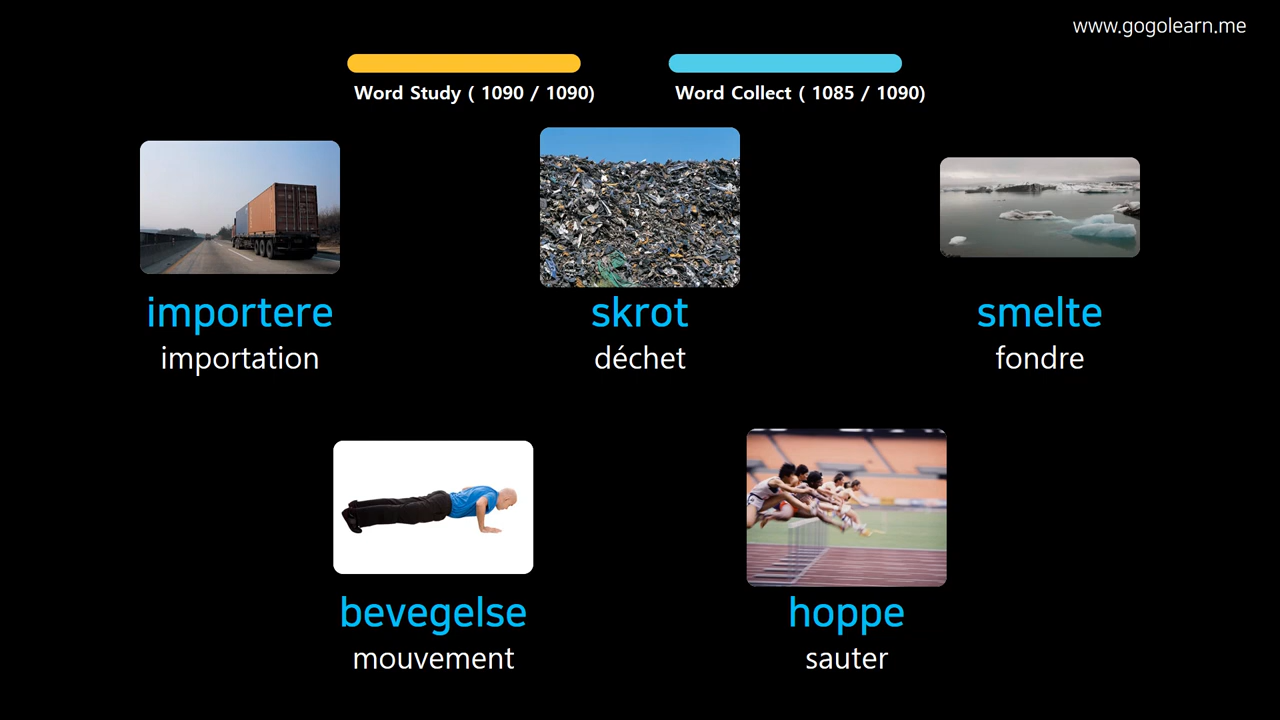 www.gogolearn.me
Word Study ( 1090 / 1090)
Word Collect ( 1085 / 1090)
importere
importation
skrot
déchet
smelte
fondre
bevegelse
mouvement
hoppe
sauter